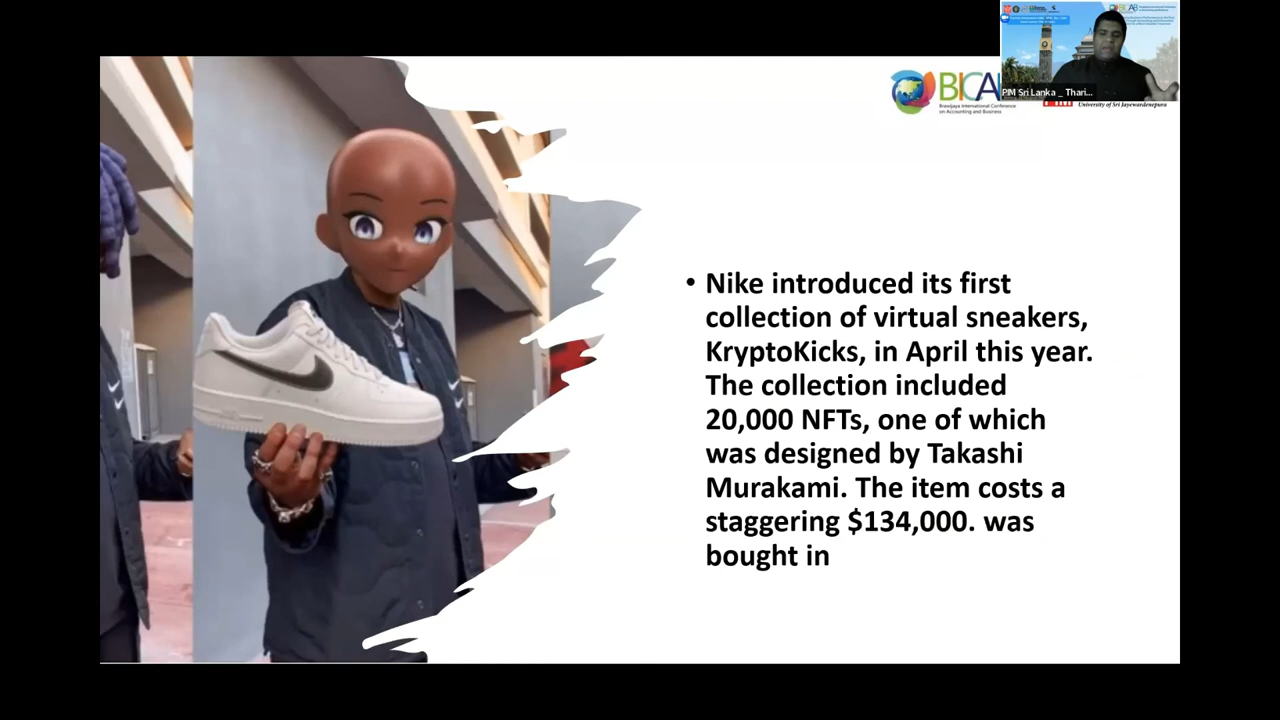 BICA
Brawijaya International Conference
on Accounting and Business
PIM Sri Lanka _ Thari...
University of Sri Jayewardenepura
• Nike introduced its first
collection of virtual sneakers,
KryptoKicks, in April this year.
The collection included
20,000 NFTs, one of which
was designed by Takashi
Murakami. The item costs a
staggering $134,000. was
bought in